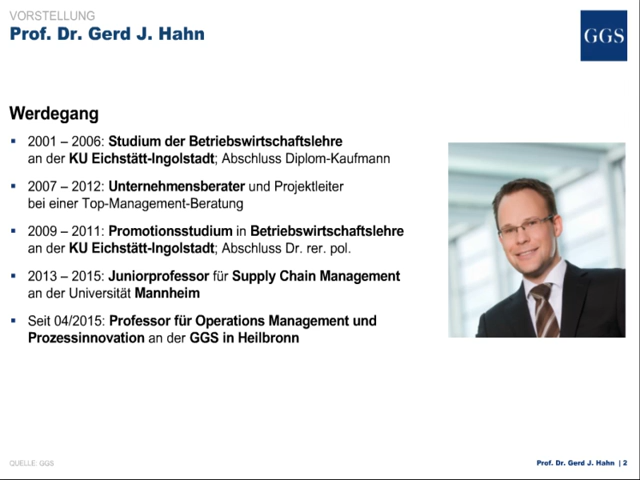 VORSTELLUNG
Prof. Dr. Gerd J. Hahn
GGS
Werdegang
▪ 2001 – 2006: Studium der Betriebswirtschaftslehre
an der KU Eichstätt-Ingolstadt; Abschluss Diplom-Kaufmann
▪ 2007 – 2012: Unternehmensberater und Projektleiter
bei einer Top-Management-Beratung
▪ 2009 – 2011: Promotionsstudium in Betriebswirtschaftslehre
an der KU Eichstätt-Ingolstadt; Abschluss Dr. rer. pol.
▪ 2013 – 2015: Juniorprofessor für Supply Chain Management
an der Universität Mannheim
▪ Seit 04/2015: Professor für Operations Management und
Prozessinnovation an der GGS in Heilbronn
QUELLE: GGS
Prof. Dr. Gerd J. Hahn | 2